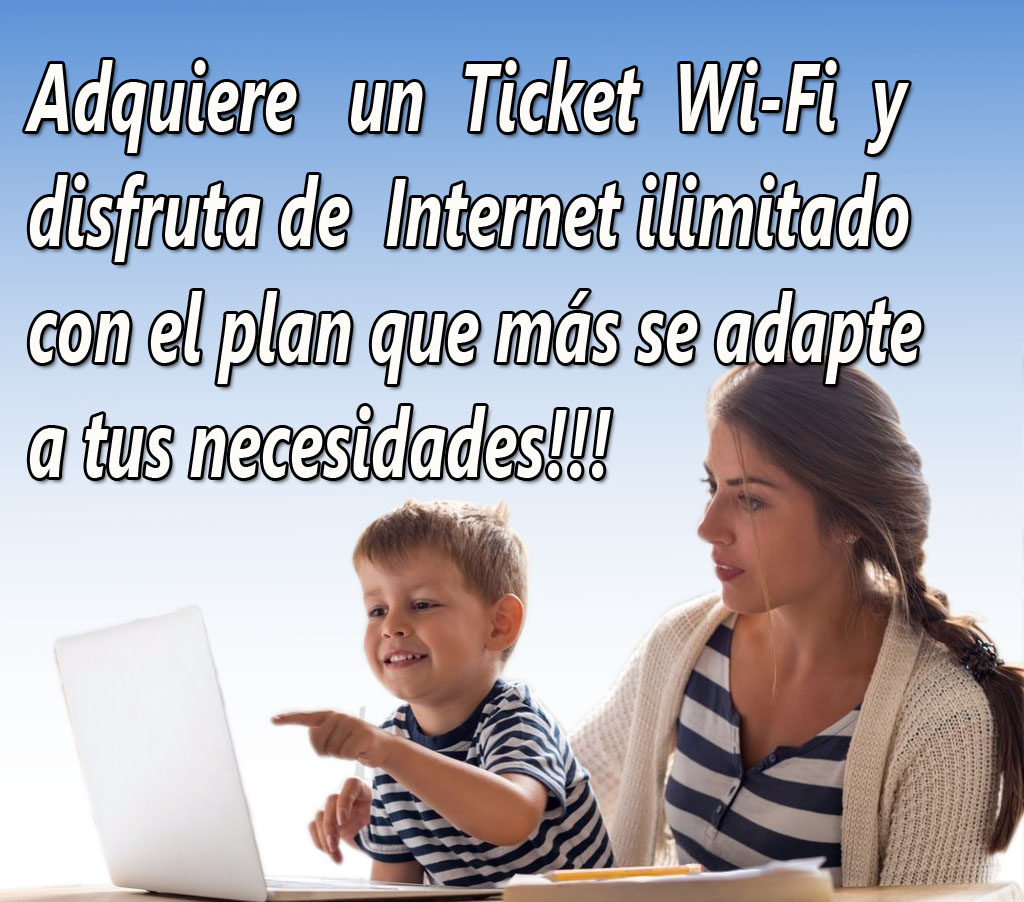 Adquiere un Ticket Wi-Fi y
disfruta de Internet ilimitado
con el plan que más se adapte
a tus necesidades!!!